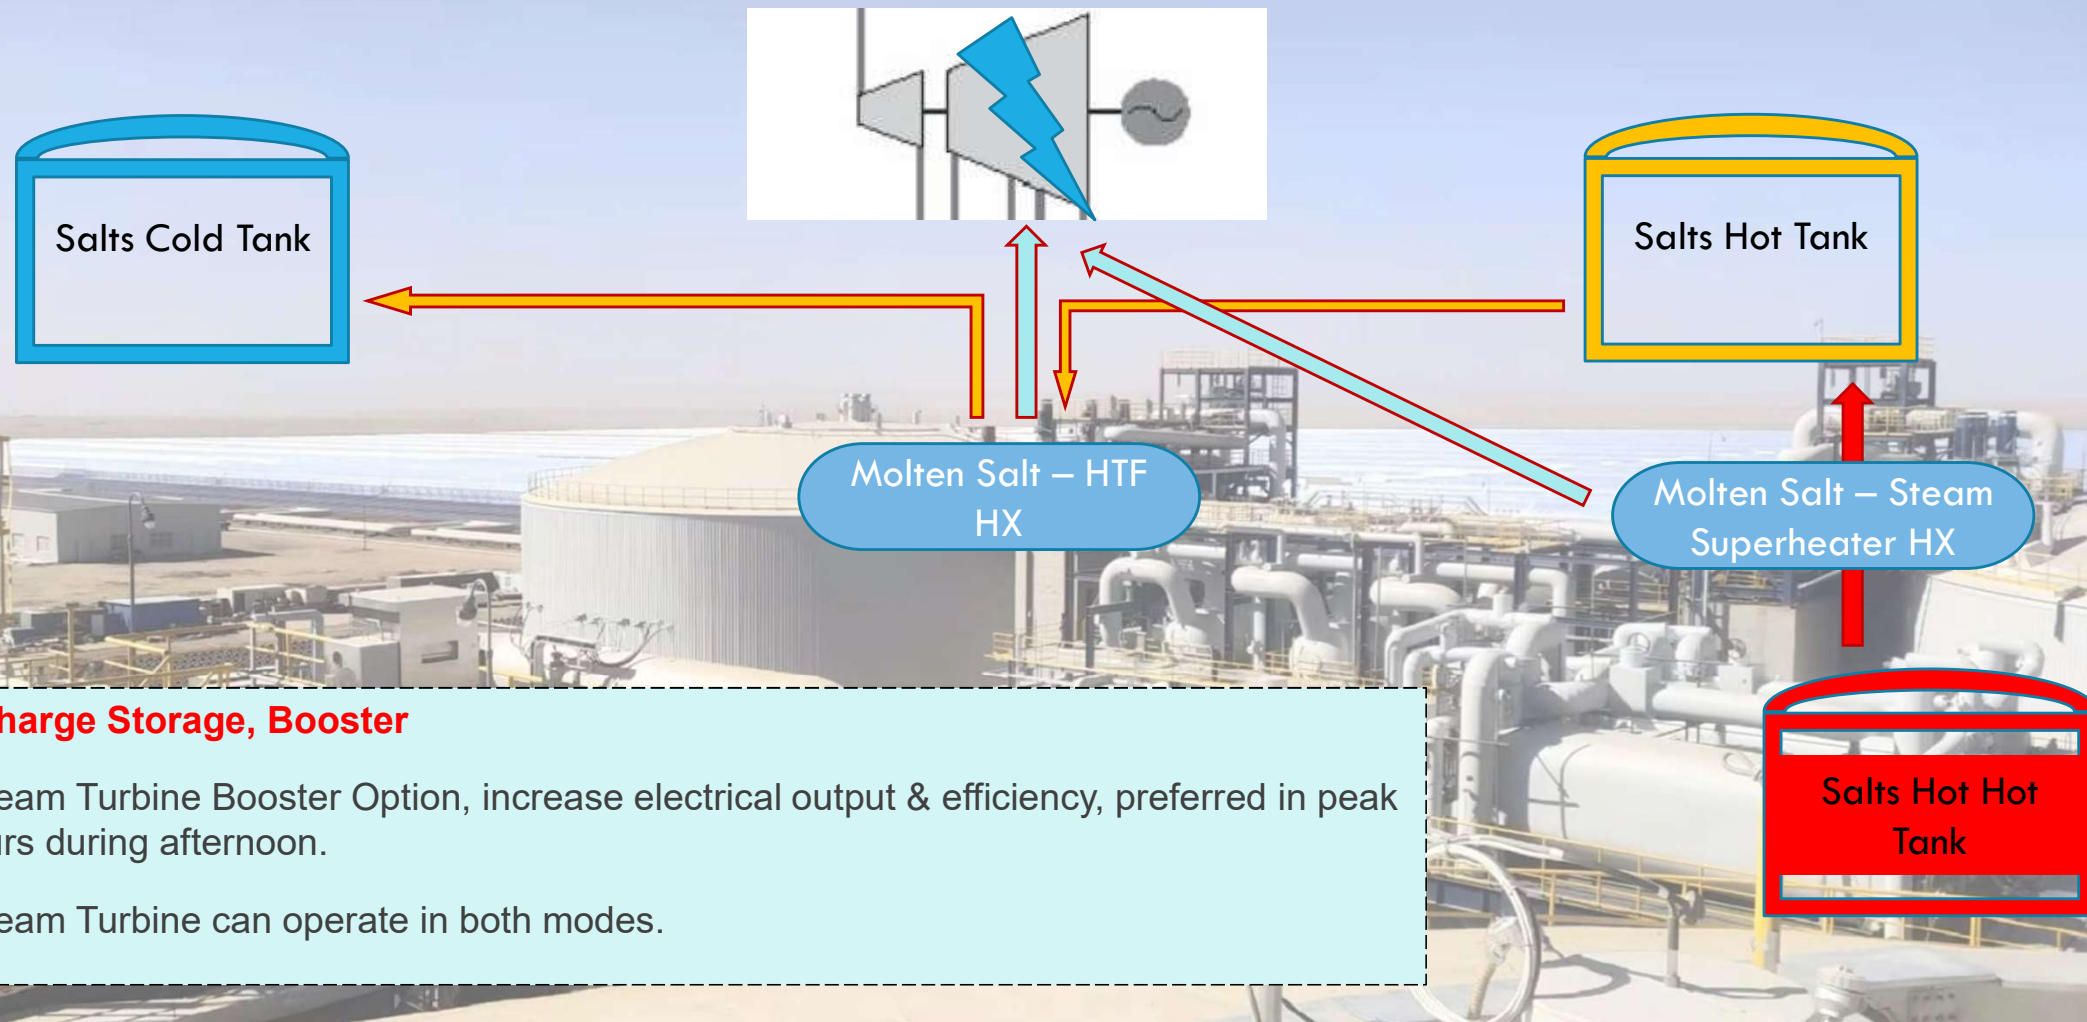 Salts Cold Tank
Salts Hot Tank
Molten Salt – HTF
HX
Molten Salt – Steam
Superheater HX
Salts Hot Hot
Tank
harge Storage, Booster
eam Turbine Booster Option, increase electrical output & efficiency, preferred in peak
urs during afternoon.
eam Turbine can operate in both modes.